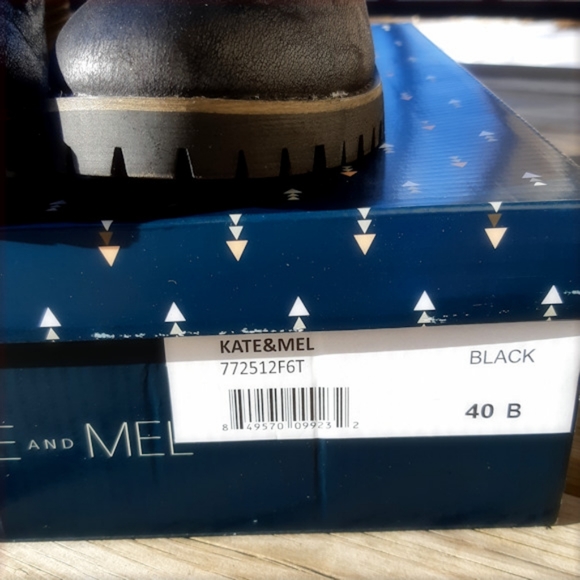 KATE&MEL
772512F6T
BLACK
8 49570 09923 2
40 B
E AND MEL